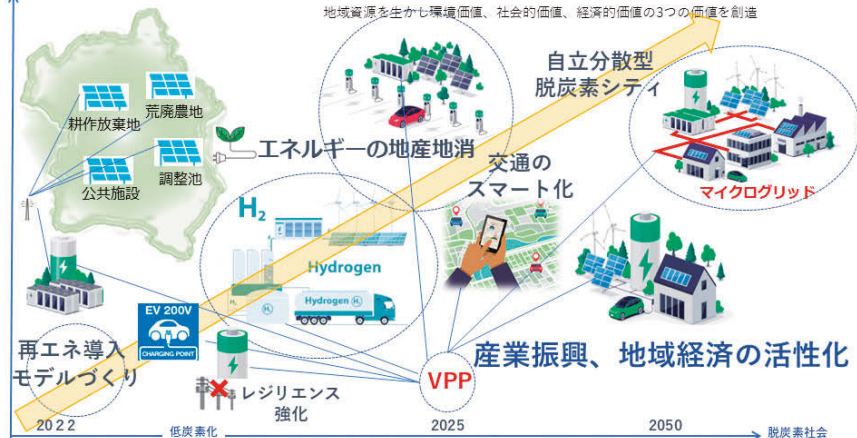 地域資源を生かし環境価値、社会的価値、経済的価値の3つの価値を創造
自立分散型
脱炭素シティ
耕作放棄地
荒廃農地
公共施設
調整池
エネルギーの地産地消
交通の
スマート化
マイクログリッド
H₂
Hydrogen
H₂
H₂
Hydrogen H₂
EV 200V
CHARGING POINT
再エネ導入
モデルづくり
レジリエンス
強化
VPP
産業振興、地域経済の活性化
2022
低炭素化
2025
2050
脱炭素社会